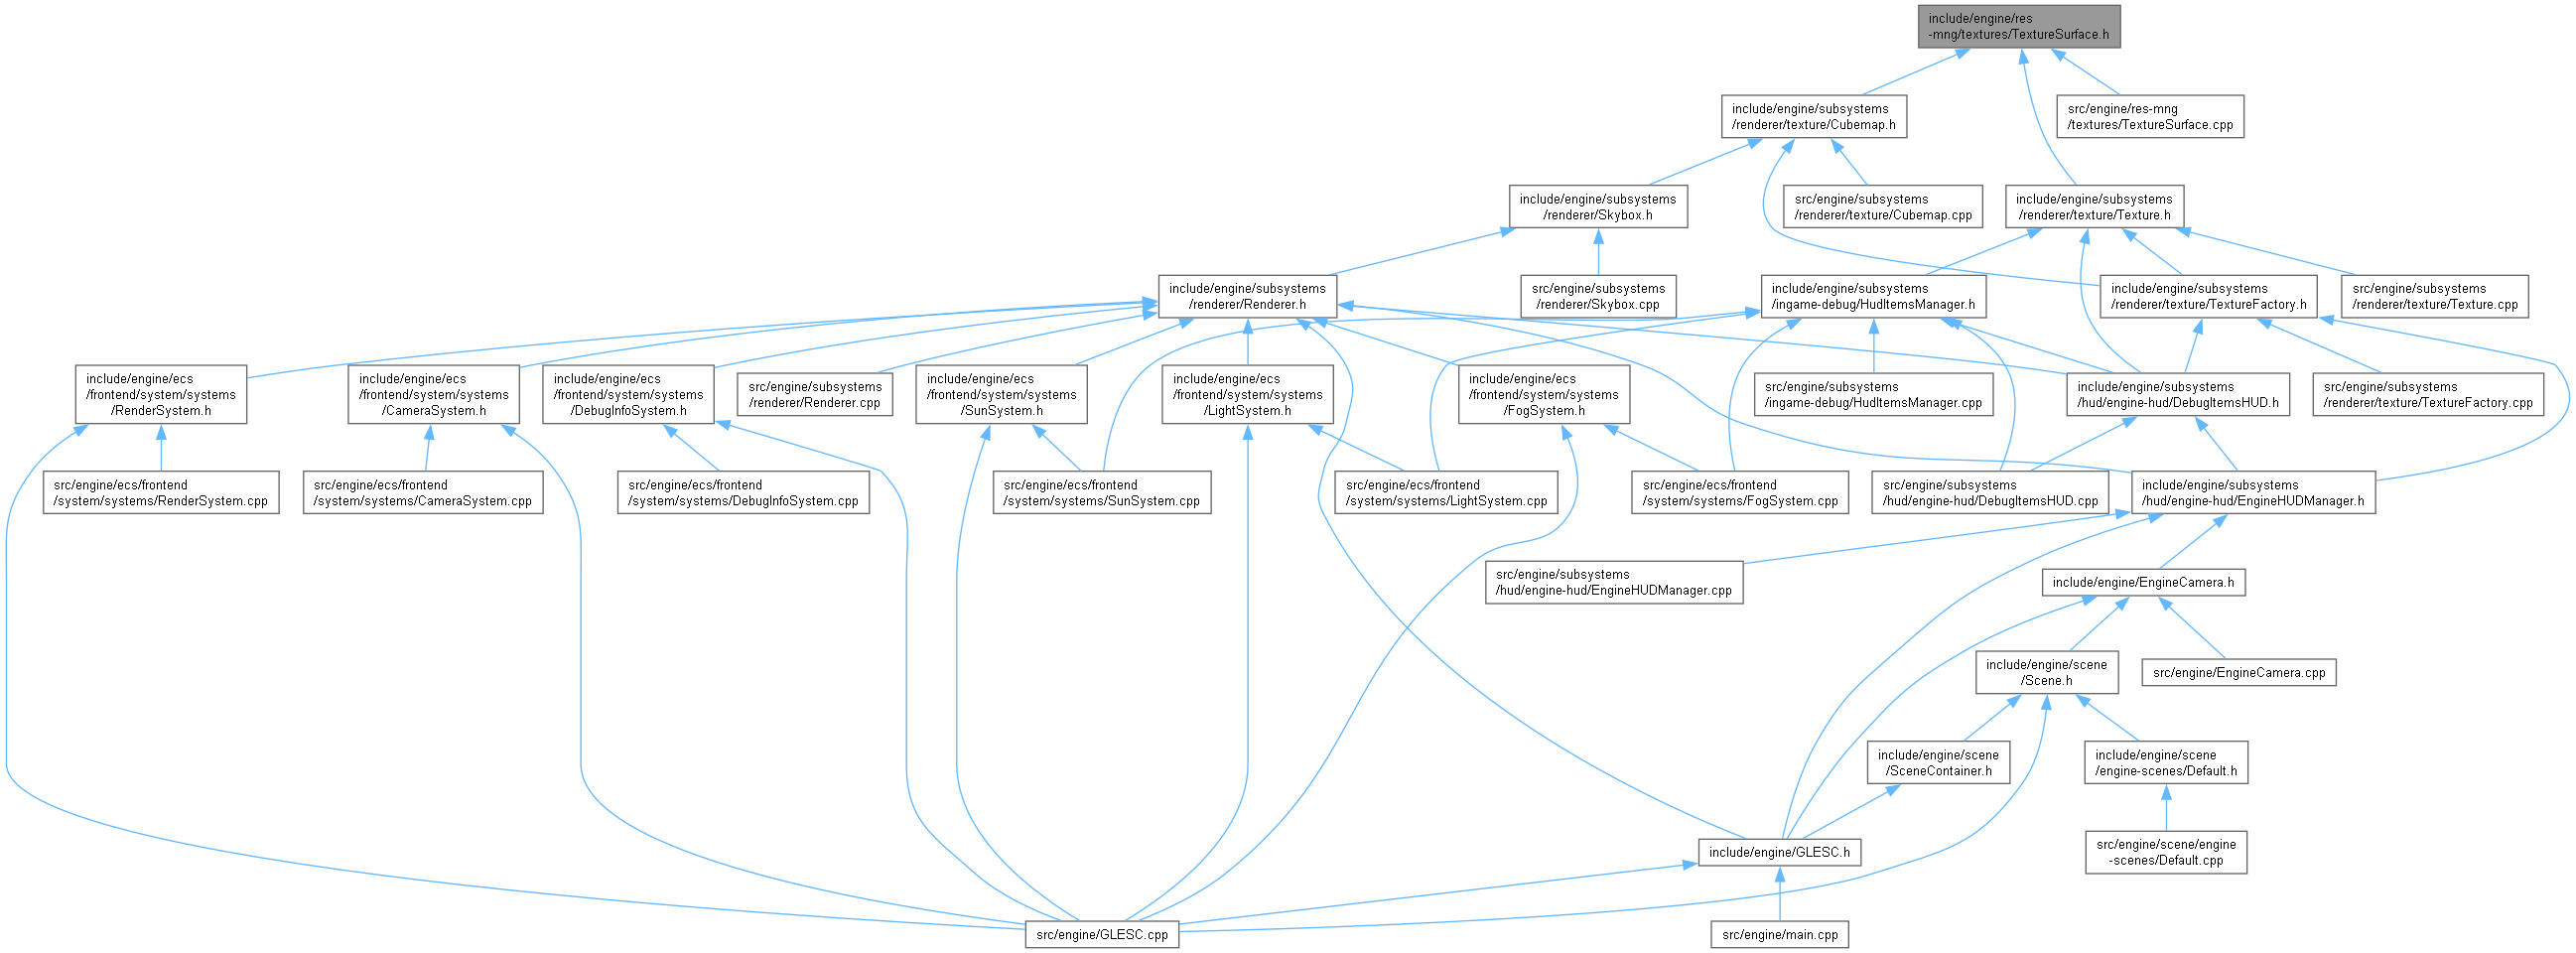 include/engine/res
-mng/textures/TextureSurface.h
include/engine/subsystems
/renderer/texture/Cubemap.h
src/engine/res-mng
/textures/TextureSurface.cpp
include/engine/subsystems
/renderer/Skybox.h
src/engine/subsystems
/renderer/texture/Cubemap.cpp
include/engine/subsystems
/renderer/texture/Texture.h
include/engine/subsystems
/renderer/Renderer.h
src/engine/subsystems
/renderer/Skybox.cpp
include/engine/subsystems
/ingame-debug/HudItemsManager.h
include/engine/subsystems
/renderer/texture/TextureFactory.h
src/engine/subsystems
/renderer/texture/Texture.cpp
include/engine/ecs
/frontend/system/systems
/RenderSystem.h
include/engine/ecs
/frontend/system/systems
/CameraSystem.h
include/engine/ecs
/frontend/system/systems
/DebugInfoSystem.h
src/engine/subsystems
/renderer/Renderer.cpp
include/engine/ecs
/frontend/system/systems
/SunSystem.h
include/engine/ecs
/frontend/system/systems
/LightSystem.h
include/engine/ecs
/frontend/system/systems
/FogSystem.h
src/engine/subsystems
/ingame-debug/HudItemsManager.cpp
include/engine/subsystems
/hud/engine-hud/DebugItemsHUD.h
src/engine/subsystems
/renderer/texture/TextureFactory.cpp
src/engine/ecs/frontend
/system/systems/RenderSystem.cpp
src/engine/ecs/frontend
/system/systems/CameraSystem.cpp
src/engine/ecs/frontend
/system/systems/DebugInfoSystem.cpp
src/engine/ecs/frontend
/system/systems/SunSystem.cpp
src/engine/ecs/frontend
/system/systems/LightSystem.cpp
src/engine/ecs/frontend
/system/systems/FogSystem.cpp
src/engine/subsystems
/hud/engine-hud/DebugItemsHUD.cpp
include/engine/subsystems
/hud/engine-hud/EngineHUDManager.h
src/engine/subsystems
/hud/engine-hud/EngineHUDManager.cpp
include/engine/EngineCamera.h
include/engine/scene
/Scene.h
src/engine/EngineCamera.cpp
include/engine/scene
/SceneContainer.h
include/engine/scene
/engine-scenes/Default.h
include/engine/GLESC.h
src/engine/scene/engine
-scenes/Default.cpp
src/engine/GLESC.cpp
src/engine/main.cpp